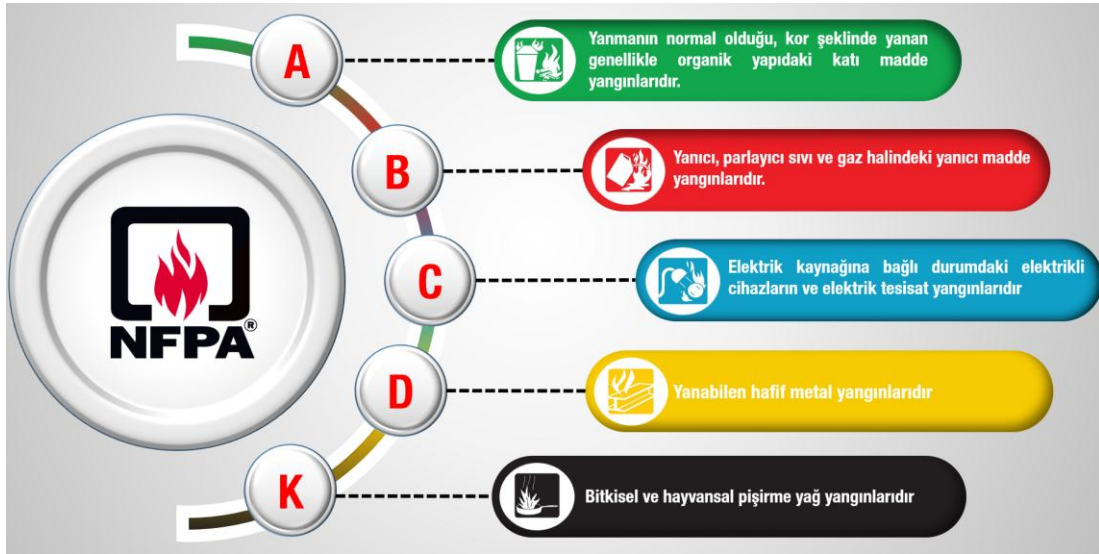 A
Yanmanın normal olduğu, kor şeklinde yanan
genellikle organik yapıdaki katı madde
yangınlarıdır.
B
Yanıcı, parlayıcı sıvı ve gaz halindeki yanıcı madde
yangınlarıdır.
NFPA®
C
Elektrik kaynağına bağlı durumdaki elektrikli
cihazların ve elektrik tesisat yangınlarıdır
D
Yanabilen hafif metal yangınlarıdır
K
Bitkisel ve hayvansal pişirme yağ yangınlarıdır